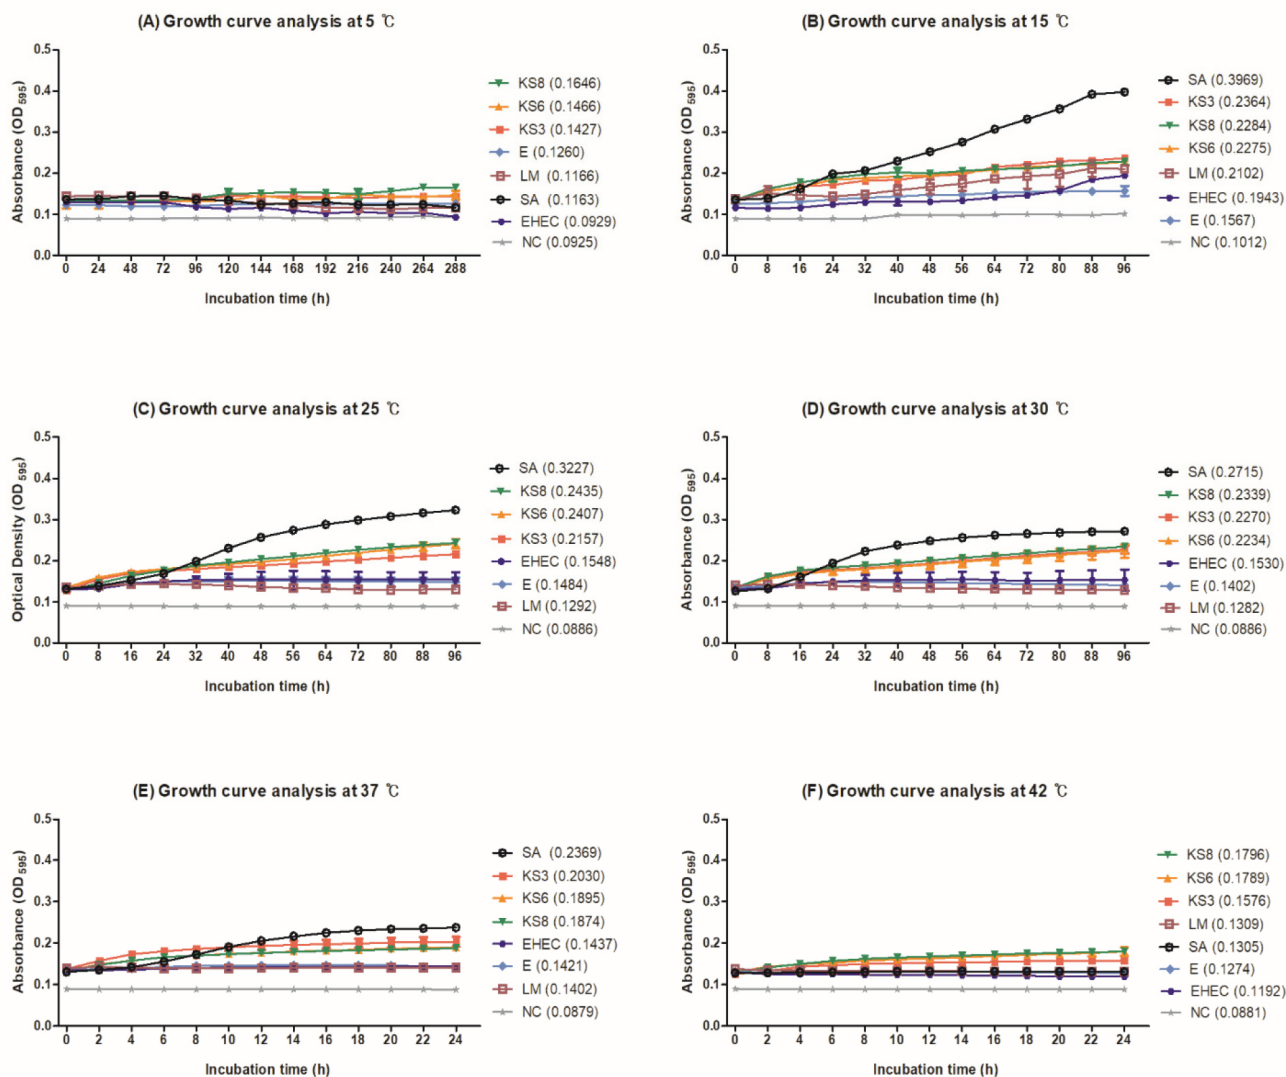 (A) Growth curve analysis at 5 ℃
Absorbance (OD595)
0.5
0.4
0.3
0.2
0.1
0.0
0 24 48 72 96 120 144 168 192 216 240 264 288
Incubation time (h)
KS8 (0.1646)
KS6 (0.1466)
KS3 (0.1427)
E (0.1260)
LM (0.1166)
SA (0.1163)
EHEC (0.0929)
NC (0.0925)
(B) Growth curve analysis at 15 ℃
Absorbance (OD595)
0.5
0.4
0.3
0.2
0.1
0.0
0 8 16 24 32 40 48 56 64 72 80 88 96
Incubation time (h)
SA (0.3969)
KS3 (0.2364)
KS8 (0.2284)
KS6 (0.2275)
LM (0.2102)
EHEC (0.1943)
E (0.1567)
NC (0.1012)
(C) Growth curve analysis at 25 ℃
Optical Density (OD595)
0.5
0.4
0.3
0.2
0.1
0.0
0 8 16 24 32 40 48 56 64 72 80 88 96
Incubation time (h)
SA (0.3227)
KS8 (0.2435)
KS6 (0.2407)
KS3 (0.2157)
EHEC (0.1548)
E (0.1484)
LM (0.1292)
NC (0.0886)
(D) Growth curve analysis at 30 ℃
Absorbance (OD595)
0.5
0.4
0.3
0.2
0.1
0.0
0 8 16 24 32 40 48 56 64 72 80 88 96
Incubation time (h)
SA (0.2715)
KS8 (0.2339)
KS3 (0.2270)
KS6 (0.2234)
EHEC (0.1530)
E (0.1402)
LM (0.1282)
NC (0.0886)
(E) Growth curve analysis at 37 ℃
Absorbance (OD595)
0.5
0.4
0.3
0.2
0.1
0.0
0 2 4 6 8 10 12 14 16 18 20 22 24
Incubation time (h)
SA (0.2369)
KS3 (0.2030)
KS6 (0.1895)
KS8 (0.1874)
EHEC (0.1437)
E (0.1421)
LM (0.1402)
NC (0.0879)
(F) Growth curve analysis at 42 ℃
Absorbance (OD595)
0.5
0.4
0.3
0.2
0.1
0.0
0 2 4 6 8 10 12 14 16 18 20 22 24
Incubation time (h)
KS8 (0.1796)
KS6 (0.1789)
KS3 (0.1576)
LM (0.1309)
SA (0.1305)
E (0.1274)
EHEC (0.1192)
NC (0.0881)